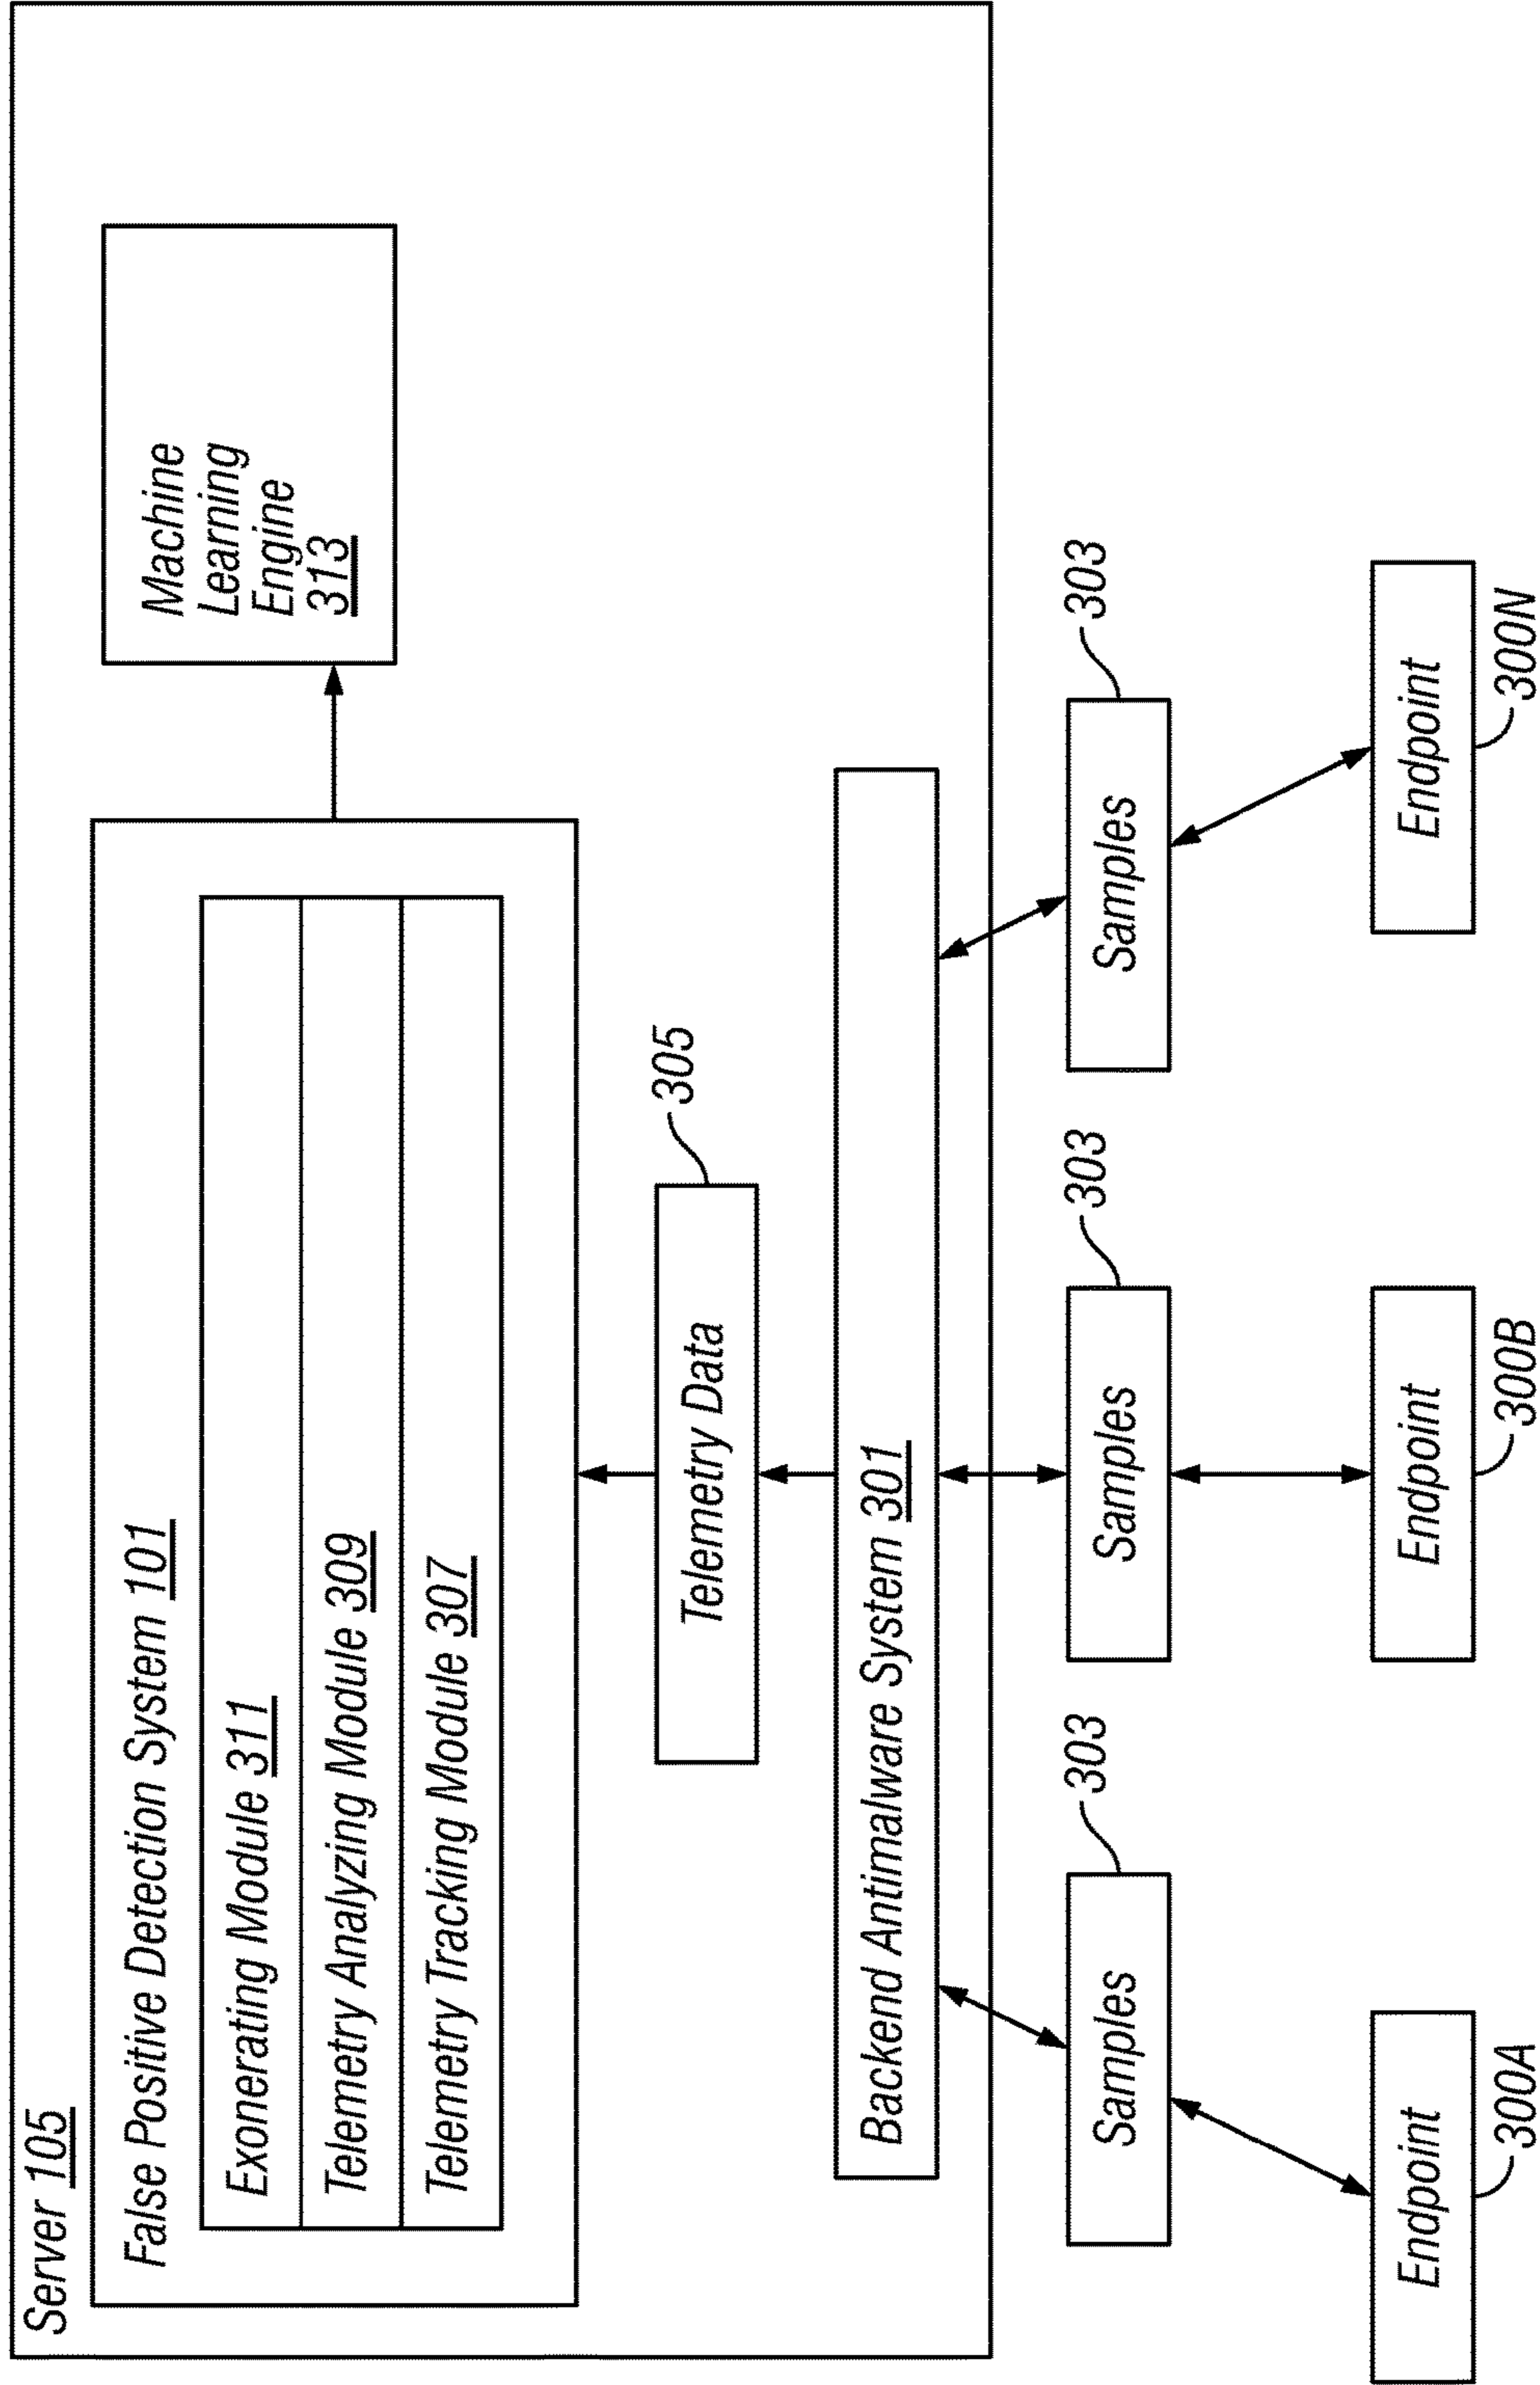 Server 105
False Positive Detection System 101
Exonerating Module 311
Telemetry Analyzing Module 309
Telemetry Tracking Module 307
Machine
Learning
Engine
313
Telemetry Data
305
Backend Antimalware System 301
Samples
303
Samples
303
Samples
303
Endpoint
300A
Endpoint
300B
Endpoint
300N